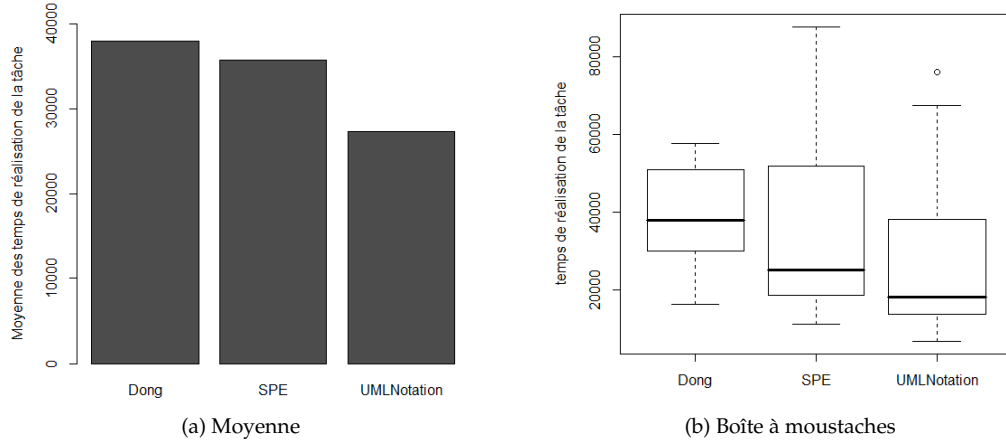 Moyenne des temps de réalisation de la tâche
40000
30000
20000
10000
0
Dong
SPE
UMLNotation
(a) Moyenne
temps de réalisation de la tâche
80000
60000
40000
20000
Dong
SPE
UMLNotation
(b) Boîte à moustaches